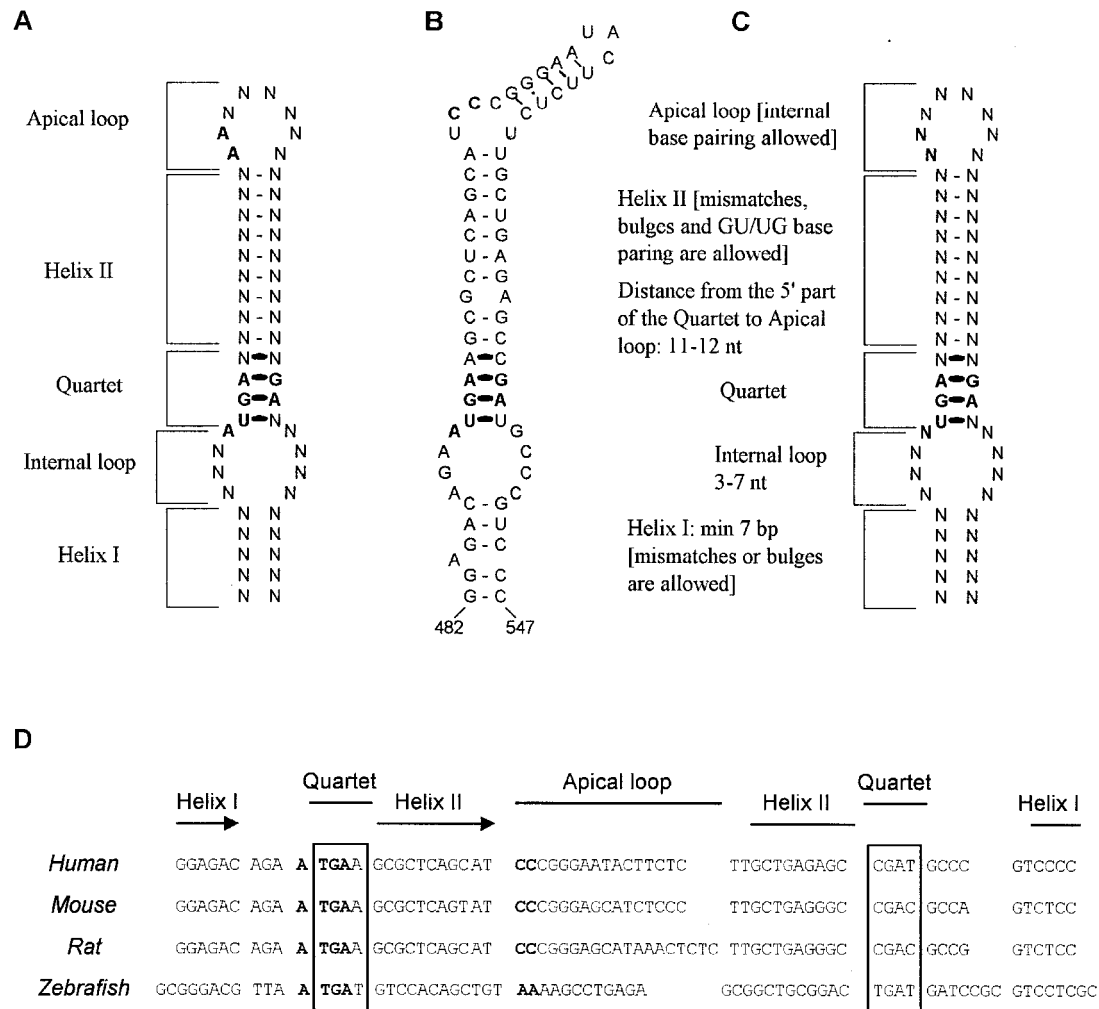 A
B
C
Apical loop
Helix II
Quartet
Internal loop
Helix I
N N
N N
A N
A N
N N
N - N
N - N
N - N
N - N
N - N
N - N
N - N
N - N
N N
A G
G A
U N
A N
N N
N N
N N
N N
N N
N N
N N
N N
U A
A C
A U
G U
G C
G U
C C
C C
U U
A - U
C - G
G - C
A - U
C - G
U - A
C - G
G A
C - G
G - C
A C
A G
G A
U U
A G
A C
G C
A C
C - G
A - U
G - C
A
G - C
G - C
482 547
Apical loop [internal
base pairing allowed]
Helix II [mismatches,
bulges and GU/UG base
paring are allowed]
Distance from the 5' part
of the Quartet to Apical
loop: 11-12 nt
Quartet
Internal loop
3-7 nt
Helix I: min 7 bp
[mismatches or bulges
are allowed]
N N
N N
N N
N N
N - N
N - N
N - N
N - N
N - N
N - N
N - N
N - N
N N
N N
A G
G A
U N
N N
N N
N N
N N
N N
N N
N N
N N
N N
D
Helix I Quartet Helix II Apical loop Helix II Quartet Helix I
Human GGAGAC AGA A TGAA GCGCTCAGCAT CCCGGGAATACTTCTC TTGCTGAGAGC CGAT GCCC GTCCCC
Mouse GGAGAC AGA A TGAA GCGCTCAGTAT CCCGGGAGCATCTCCC TTGCTGAGGGC CGAC GCCA GTCTCC
Rat GGAGAC AGA A TGAA GCGCTCAGCAT CCCGGGAGCATAAACTCTC TTGCTGAGGGC CGAC GCCG GTCTCC
Zebrafish GCGGGACG TTA A TGAT GTCCACAGCTGT AAAAGCCTGAGA GCGGCTGCGGAC TGAT GATCCGC GTCCTCGC